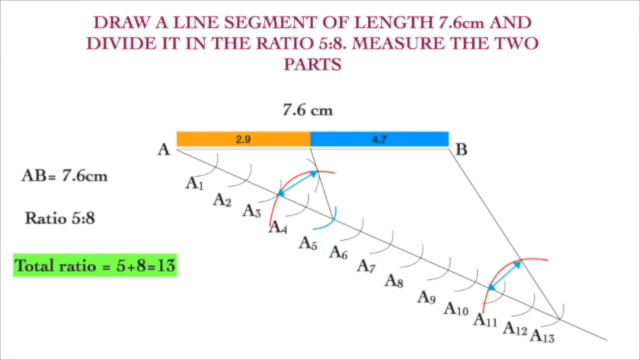 DRAW A LINE SEGMENT OF LENGTH 7.6cm AND
DIVIDE IT IN THE RATIO 5:8. MEASURE THE TWO
PARTS
7.6 cm
2.9 4.7
A B
AB= 7.6cm
Ratio 5:8
Total ratio = 5+8=13
A1
A2
A3
A4
A5
A6
A7
A8
A9
A10
A11
A12
A13